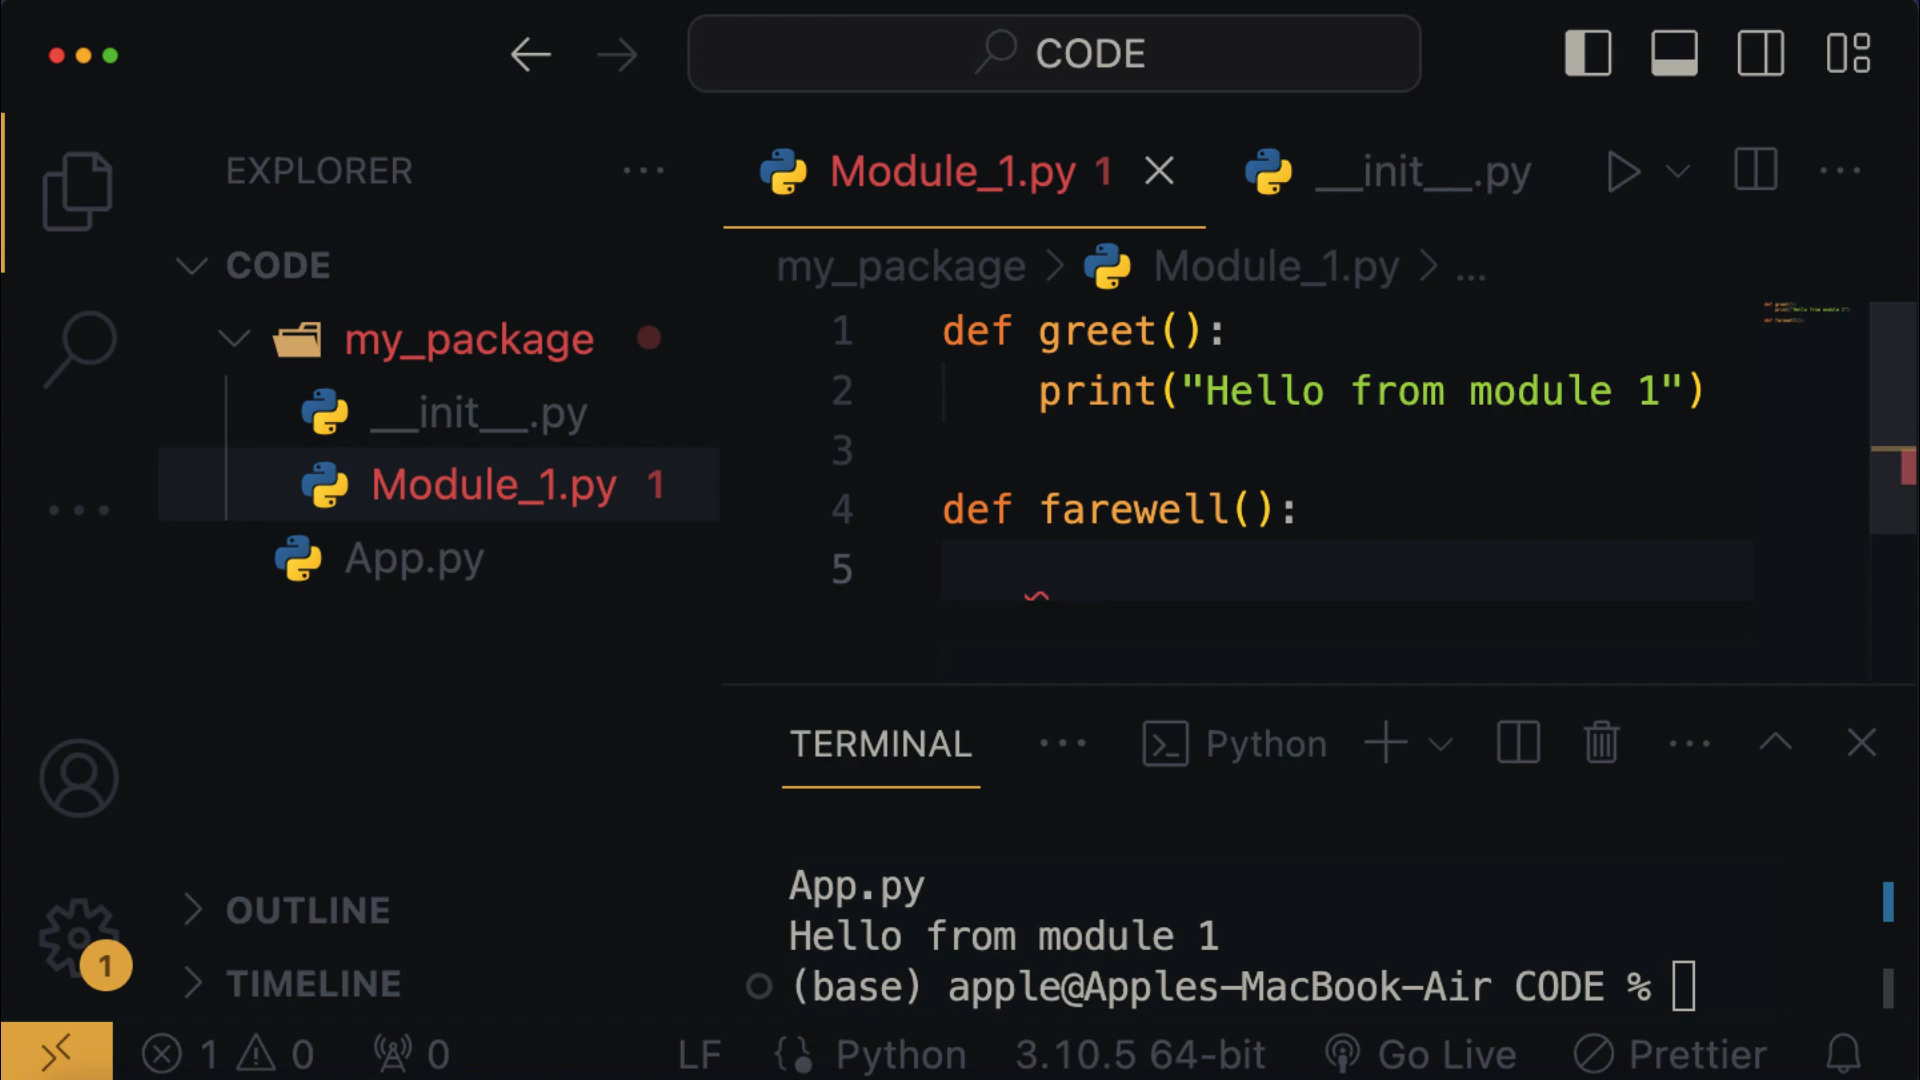 CODE
EXPLORER
CODE
my_package
__init__.py
Module_1.py 1
App.py
OUTLINE
TIMELINE
1
Module_1.py 1
__init__.py
my_package > Module_1.py > ...
1 def greet():
2 print("Hello from module 1")
3
4 def farewell():
5
TERMINAL
Python
App.py
Hello from module 1
(base) apple@Apples-MacBook-Air CODE %
1 0 0 LF Python 3.10.5 64-bit Go Live Prettier